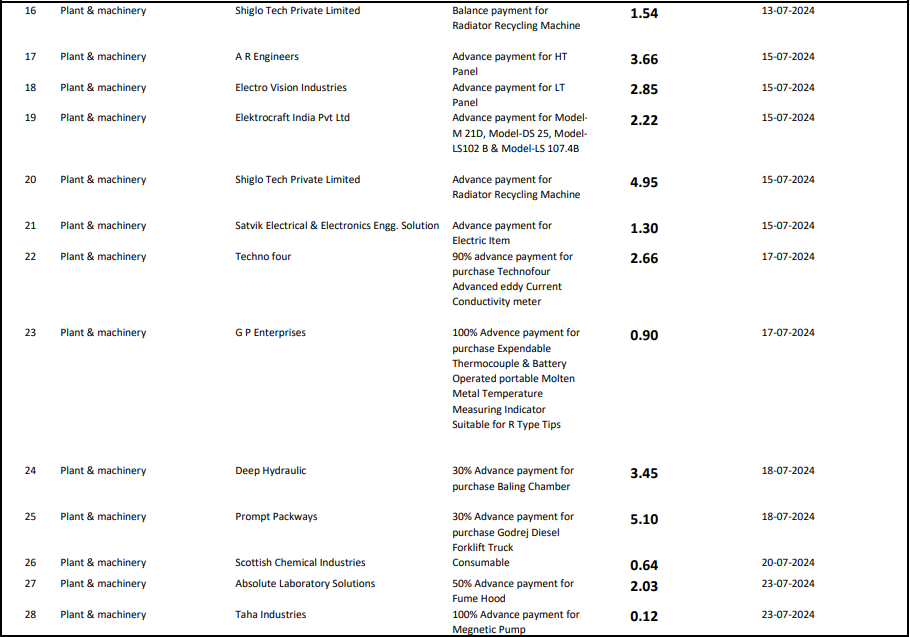 16 Plant & machinery Shiglo Tech Private Limited Balance payment for 1.54 13-07-2024
Radiator Recycling Machine
17 Plant & machinery A R Engineers Advance payment for HT 3.66 15-07-2024
Panel
18 Plant & machinery Electro Vision Industries Advance payment for LT 2.85 15-07-2024
Panel
19 Plant & machinery Elektrocraft India Pvt Ltd Advance payment for Model- 2.22 15-07-2024
M 21D, Model-DS 25, Model-
LS102 B & Model-LS 107.4B
20 Plant & machinery Shiglo Tech Private Limited Advance payment for 4.95 15-07-2024
Radiator Recycling Machine
21 Plant & machinery Satvik Electrical & Electronics Engg. Solution Advance payment for 1.30 15-07-2024
Electric Item
22 Plant & machinery Techno four 90% advance payment for 2.66 17-07-2024
purchase Technofour
Advanced eddy Current
Conductivity meter
23 Plant & machinery G P Enterprises 100% Advence payment for 0.90 17-07-2024
purchase Expendable
Thermocouple & Battery
Operated portable Molten
Metal Temperature
Measuring Indicator
Suitable for R Type Tips
24 Plant & machinery Deep Hydraulic 30% Advance payment for 3.45 18-07-2024
purchase Baling Chamber
25 Plant & machinery Prompt Packways 30% Advance payment for 5.10 18-07-2024
purchase Godrej Diesel
Forklift Truck
26 Plant & machinery Scottish Chemical Industries Consumable 0.64 20-07-2024
27 Plant & machinery Absolute Laboratory Solutions 50% Advance payment for 2.03 23-07-2024
Fume Hood
28 Plant & machinery Taha Industries 100% Advance payment for 0.12 23-07-2024
Megnetic Pump